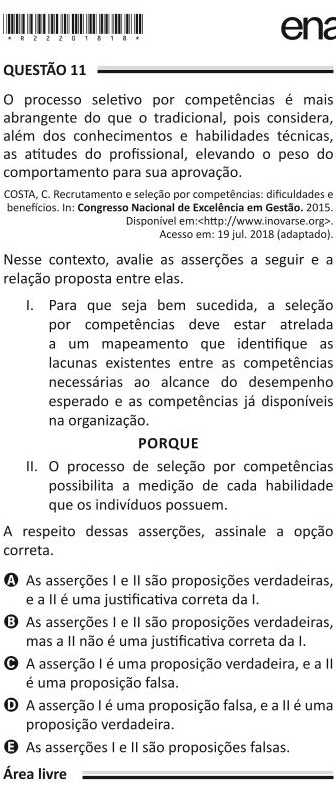 *R22201818*
ena
QUESTÃO 11
O processo seletivo por competências é mais
abrangente do que o tradicional, pois considera,
além dos conhecimentos e habilidades técnicas,
as atitudes do profissional, elevando o peso do
comportamento para sua aprovação.
COSTA, C. Recrutamento e seleção por competências: dificuldades e
benefícios. In: Congresso Nacional de Excelência em Gestão. 2015.
Disponível em:<http://www.inovarse.org>.
Acesso em: 19 jul. 2018 (adaptado).
Nesse contexto, avalie as asserções a seguir e a
relação proposta entre elas.
I. Para que seja bem sucedida, a seleção
por competências deve estar atrelada
a um mapeamento que identifique as
lacunas existentes entre as competências
necessárias ao alcance do desempenho
esperado e as competências já disponíveis
na organização.
PORQUE
II. O processo de seleção por competências
possibilita a medição de cada habilidade
que os indivíduos possuem.
A respeito dessas asserções, assinale a opção
correta.
A As asserções I e II são proposições verdadeiras,
e a II é uma justificativa correta da I.
B As asserções I e II são proposições verdadeiras,
mas a II não é uma justificativa correta da I.
C A asserção I é uma proposição verdadeira, e a II
é uma proposição falsa.
D A asserção I é uma proposição falsa, e a II é uma
proposição verdadeira.
E As asserções I e II são proposições falsas.
Área livre